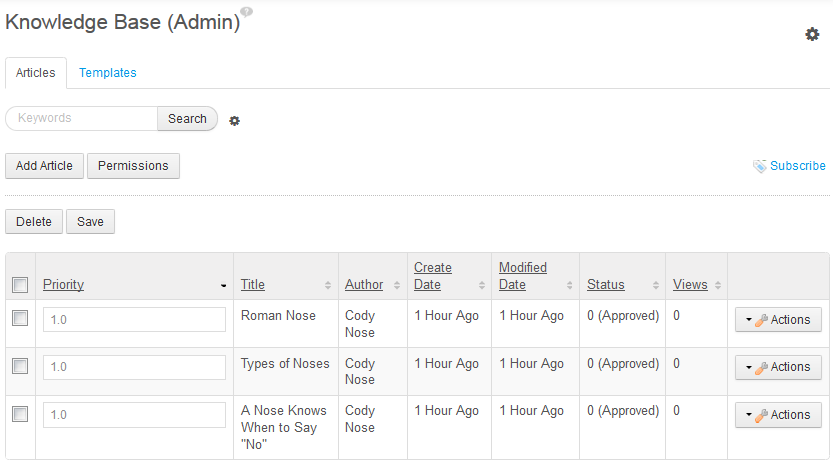 Knowledge Base (Admin)
Articles Templates
Keywords Search
Add Article Permissions Subscribe
Delete Save
Priority Title Author Create Date Modified Date Status Views
1.0 Roman Nose Cody Nose 1 Hour Ago 1 Hour Ago 0 (Approved) 0 Actions
1.0 Types of Noses Cody Nose 1 Hour Ago 1 Hour Ago 0 (Approved) 0 Actions
1.0 A Nose Knows When to Say "No" Cody Nose 1 Hour Ago 1 Hour Ago 0 (Approved) 0 Actions